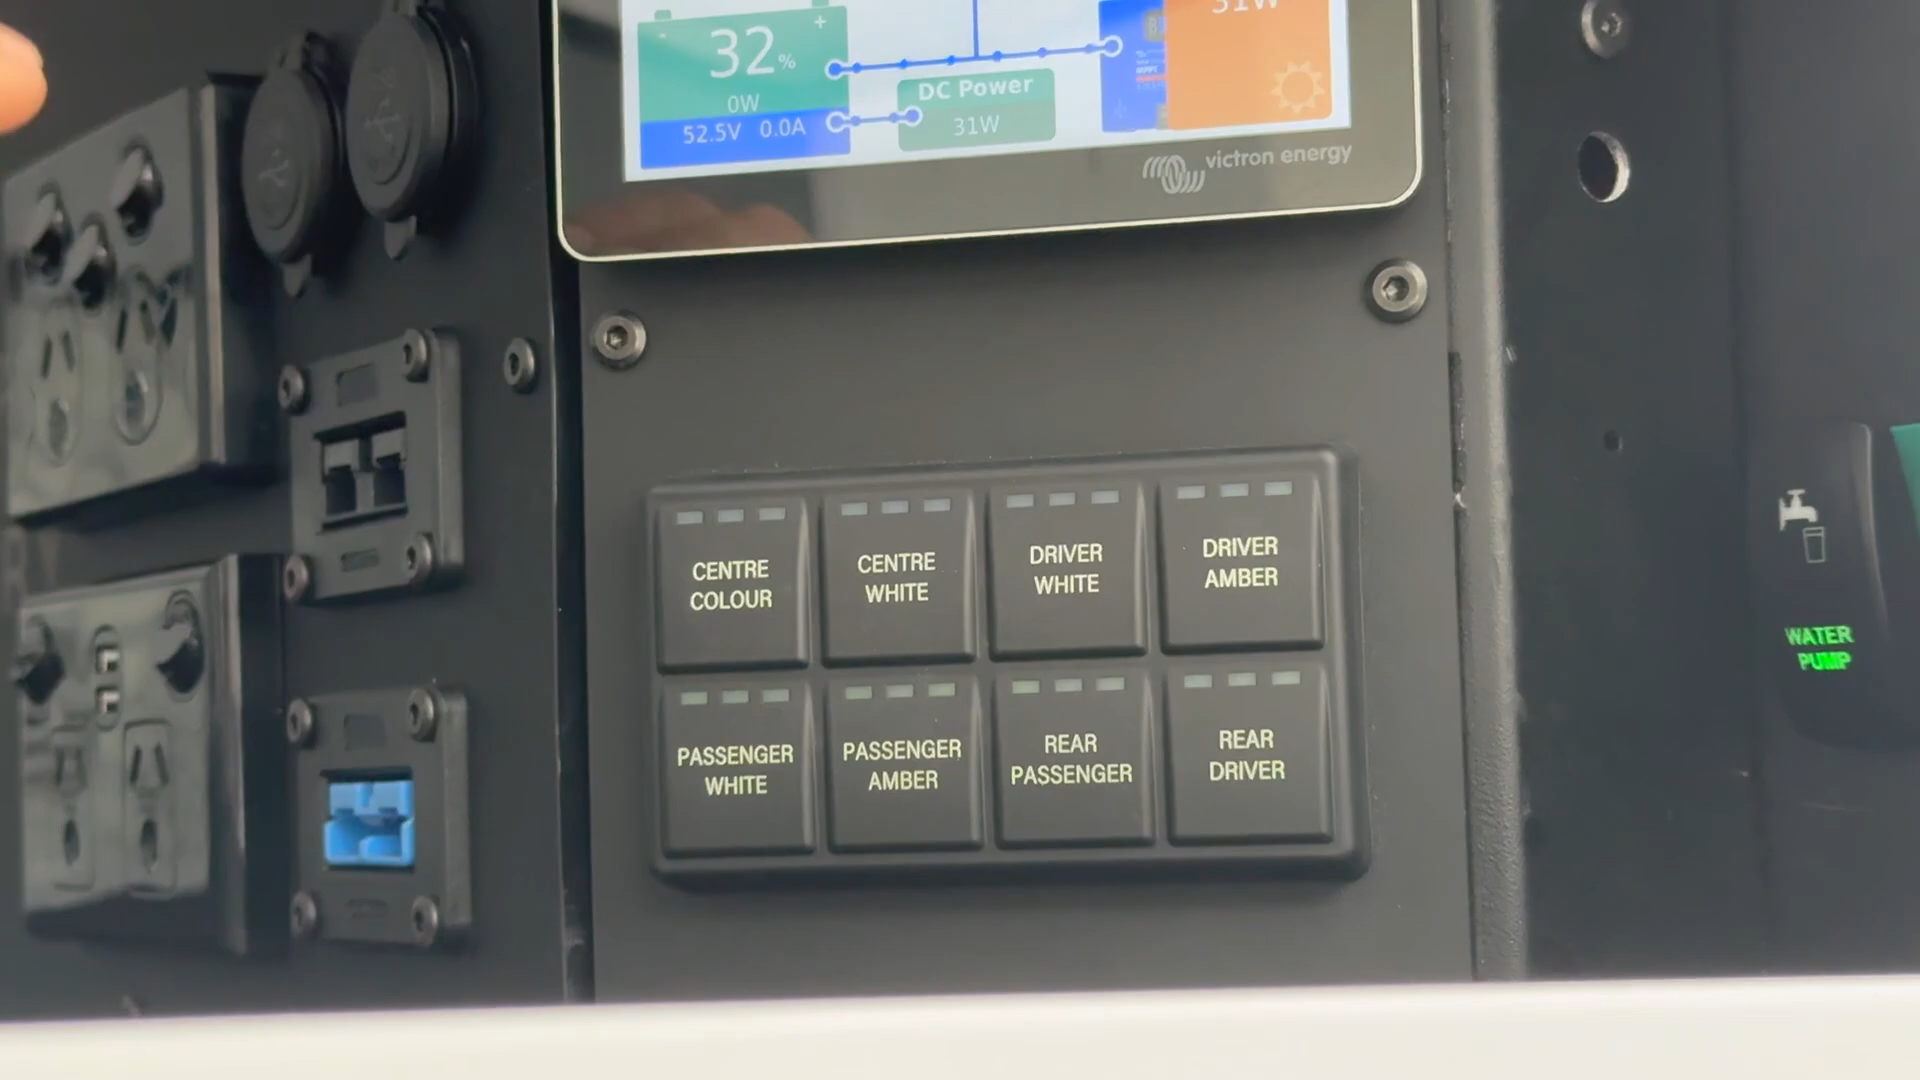 31W
32%
0W
52.5V 0.0A
DC Power
31W
victron energy
CENTRE
COLOUR
CENTRE
WHITE
DRIVER
WHITE
DRIVER
AMBER
PASSENGER
WHITE
PASSENGER
AMBER
REAR
PASSENGER
REAR
DRIVER
WATER
PUMP